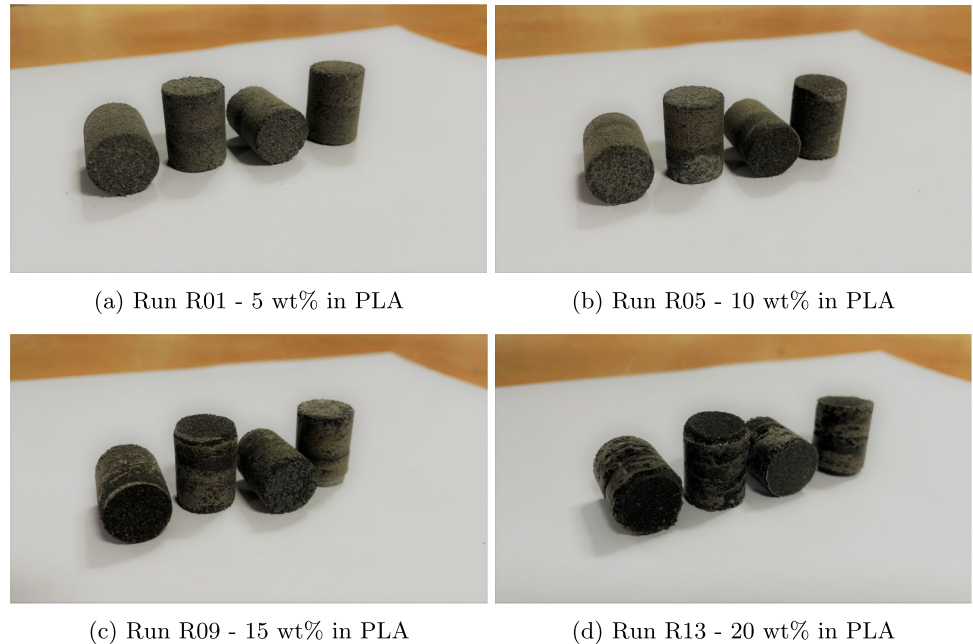 (a) Run R01 - 5 wt% in PLA
(b) Run R05 - 10 wt% in PLA
(c) Run R09 - 15 wt% in PLA
(d) Run R13 - 20 wt% in PLA